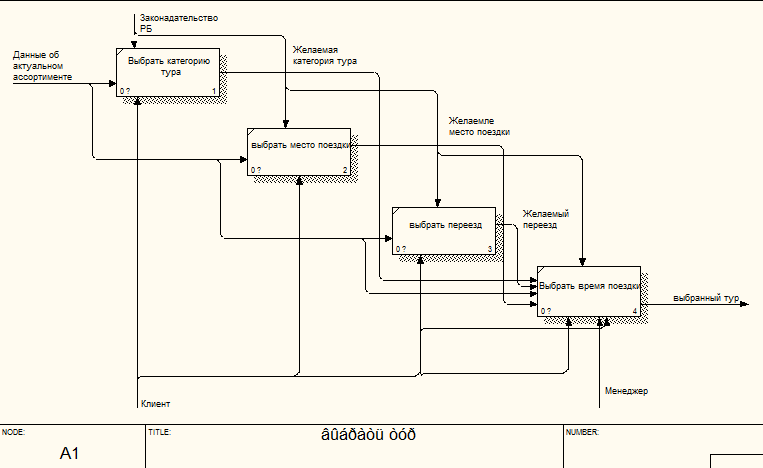 Законадательство
РБ
Данные об
актуальном
ассортименте
Выбрать категорию
тура
0 ?
1
Желаемая
категория тура
выбрать место поездки
0 ?
2
Желаемле
место поездки
выбрать переезд
0 ?
3
Желаемый
переезд
Выбрать время поездки
0 ?
4
выбранный тур
Клиент
Менеджер
NODE:
A1
TITLE:
âûáðàòü òóð
NUMBER: